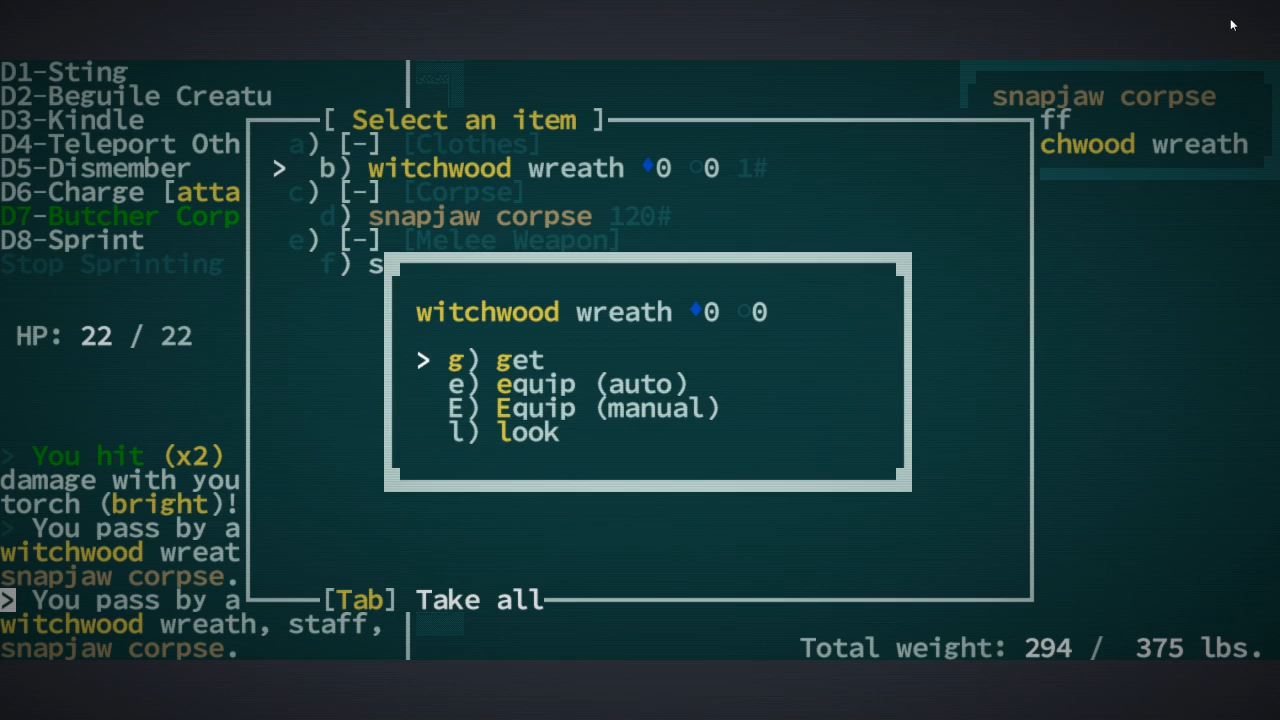 D1-Sting
D2-Beguile Creatu
D3-Kindle
D4-Teleport Oth
D5-Dismember
D6-Charge [atta
D7-Butcher Corp
D8-Sprint
Stop Sprinting
HP: 22 / 22
> You hit (x2)
damage with you
torch (bright)!
> You pass by a
witchwood wreat
snapjaw corpse.
> You pass by a
witchwood wreath, staff,
snapjaw corpse.
[ Select an item ]
a) [-] [Clothes]
> b) witchwood wreath ♦0 ○0 1#
c) [-] [Corpse]
d) snapjaw corpse 120#
e) [-] [Melee Weapon]
f) s
witchwood wreath ♦0 ○0
> g) get
e) equip (auto)
E) Equip (manual)
l) look
[Tab] Take all
snapjaw corpse
ff
chwood wreath
Total weight: 294 / 375 lbs.